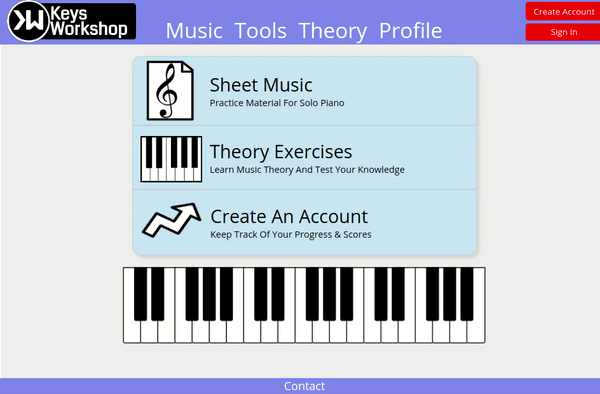 Keys
Workshop
Music Tools Theory Profile
Create Account
Sign In
Sheet Music
Practice Material For Solo Piano
Theory Exercises
Learn Music Theory And Test Your Knowledge
Create An Account
Keep Track Of Your Progress & Scores
Contact